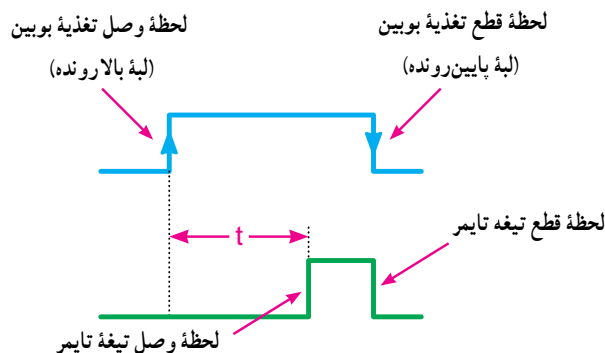 لحظهٔ وصل تغذیهٔ بوبین
(لبهٔ بالارونده)
لحظهٔ قطع تغذیهٔ بوبین
(لبهٔ پایین‌رونده)
t
لحظهٔ قطع تیغه تایمر
لحظهٔ وصل تیغهٔ تایمر